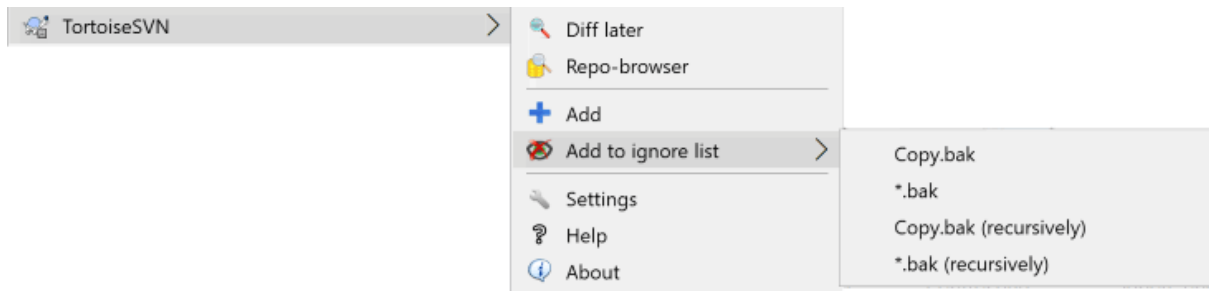 TortoiseSVN
Diff later
Repo-browser
Add
Add to ignore list
Settings
Help
About
Copy.bak
*.bak
Copy.bak (recursively)
*.bak (recursively)